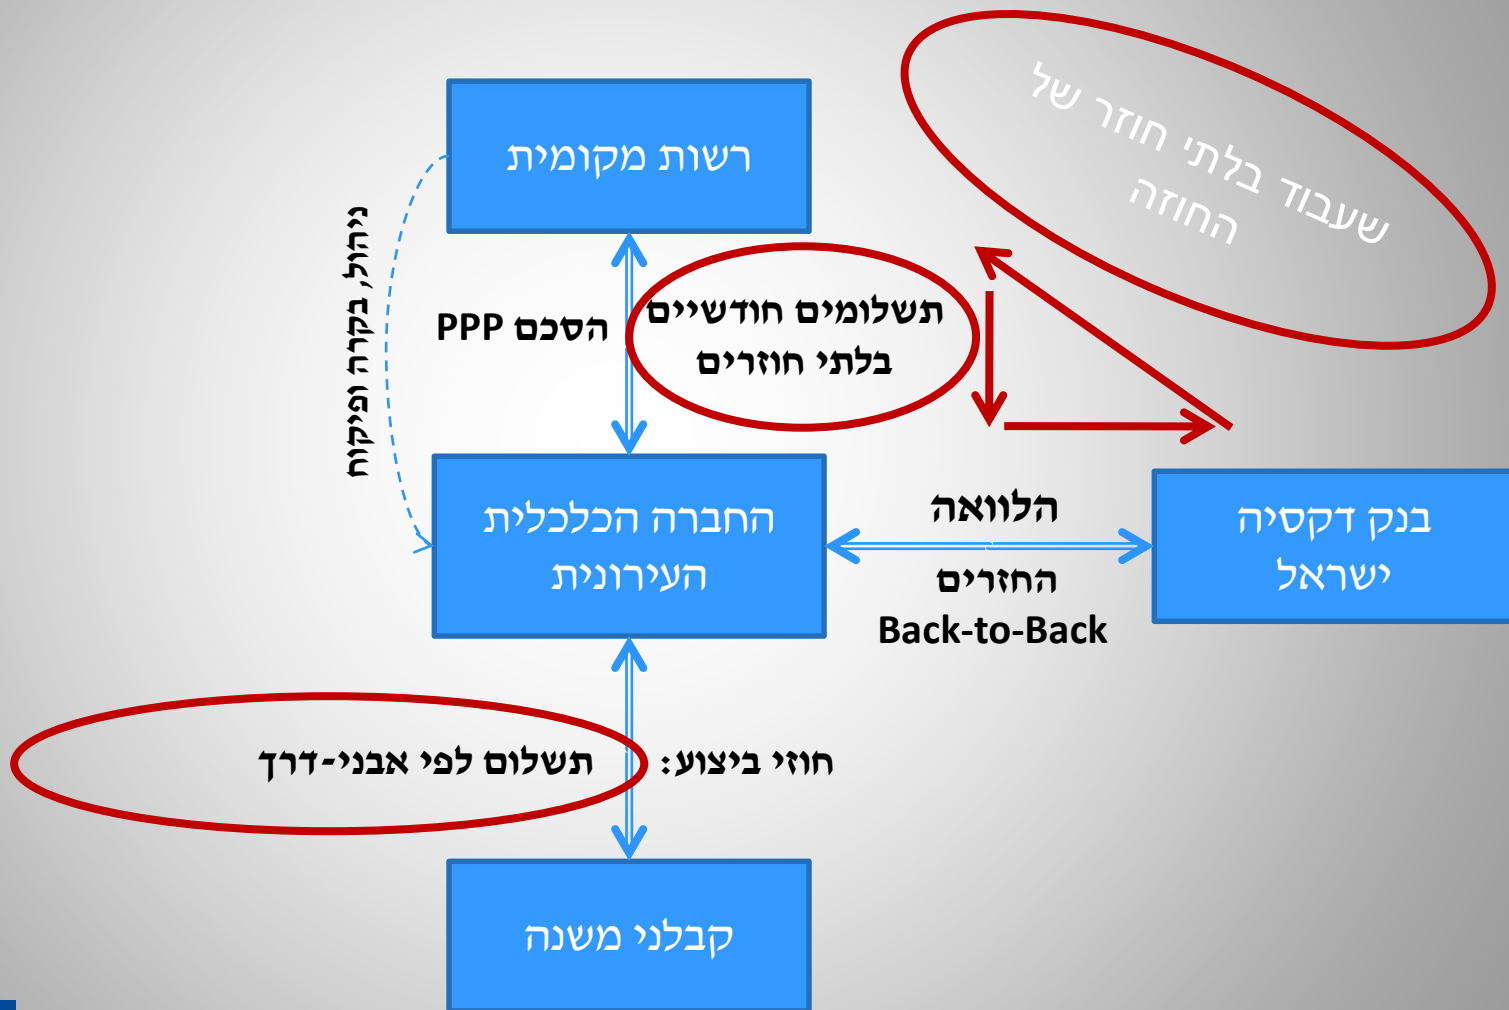 שעבוד בלתי חוזר של
החוזה
רשות מקומית
ניהול, בקרה ופיקוח
הסכם PPP
תשלומים חודשיים
בלתי חוזרים
החברה הכלכלית
העירונית
הלוואה
החזרים
Back-to-Back
בנק דקסיה
ישראל
חוזי ביצוע: תשלום לפי אבני-דרך
קבלני משנה